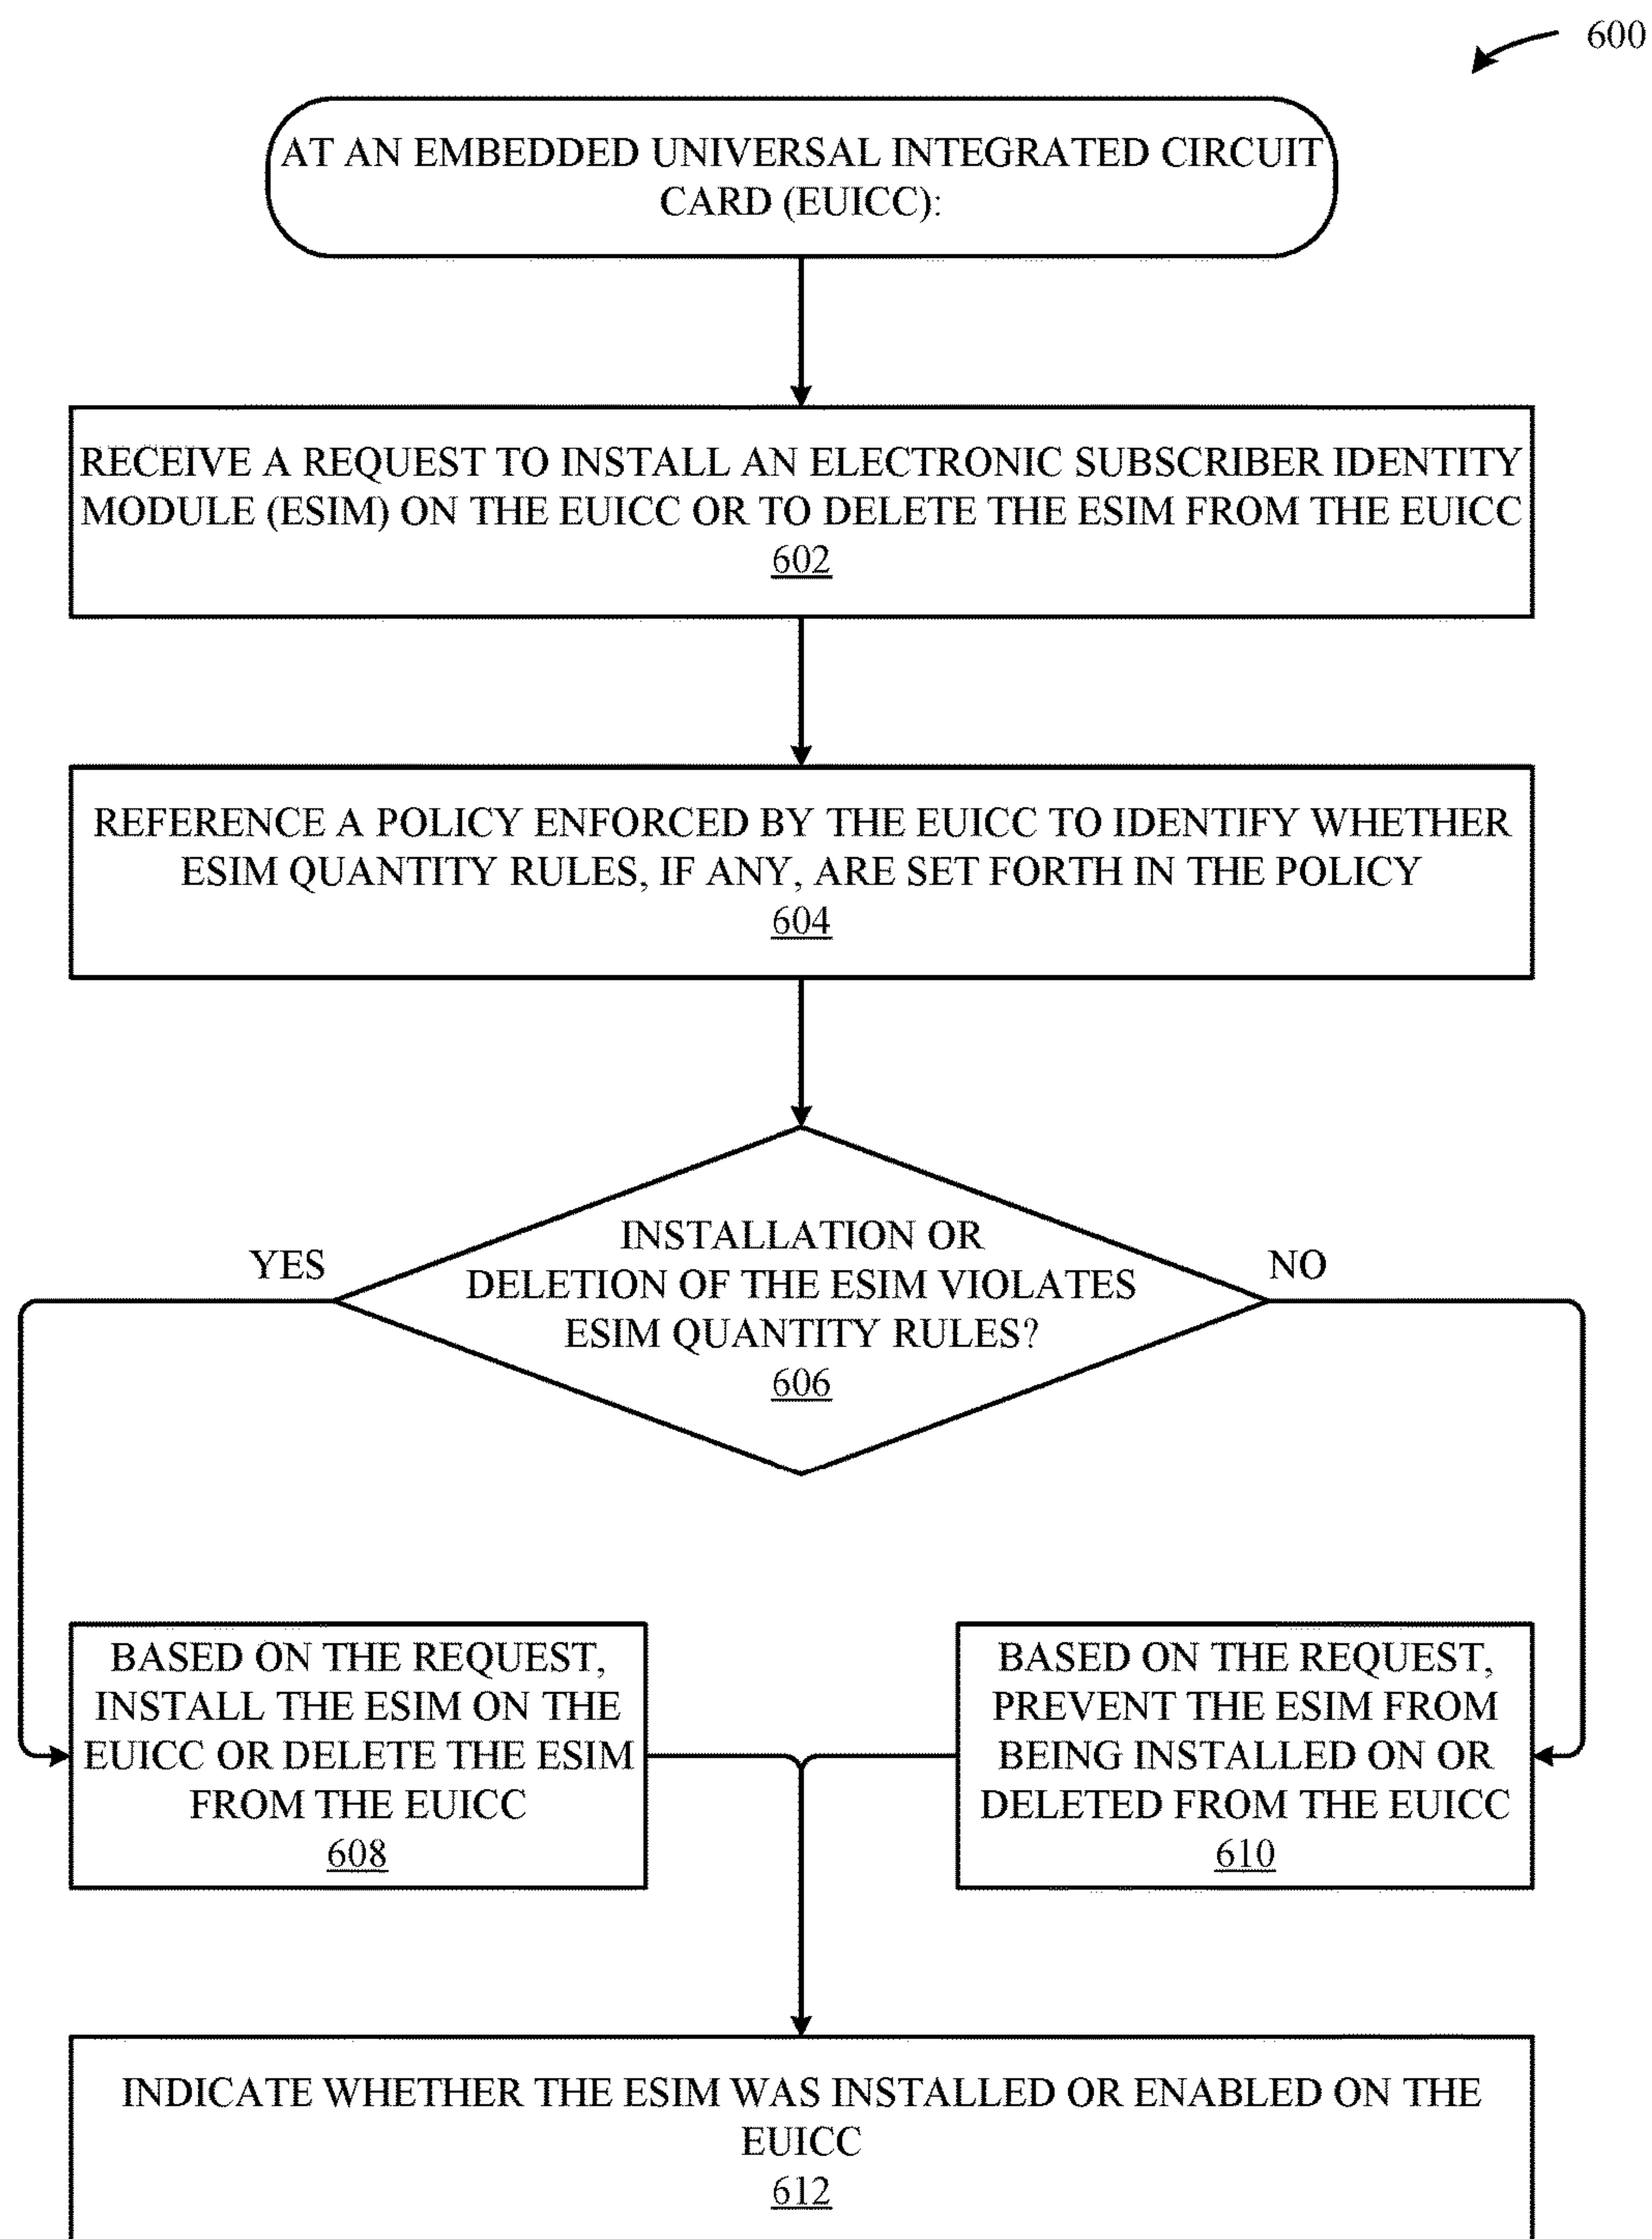 600
AT AN EMBEDDED UNIVERSAL INTEGRATED CIRCUIT
CARD (EUICC):
RECEIVE A REQUEST TO INSTALL AN ELECTRONIC SUBSCRIBER IDENTITY
MODULE (ESIM) ON THE EUICC OR TO DELETE THE ESIM FROM THE EUICC
602
REFERENCE A POLICY ENFORCED BY THE EUICC TO IDENTIFY WHETHER
ESIM QUANTITY RULES, IF ANY, ARE SET FORTH IN THE POLICY
604
INSTALLATION OR
DELETION OF THE ESIM VIOLATES
ESIM QUANTITY RULES?
606
YES
NO
BASED ON THE REQUEST,
INSTALL THE ESIM ON THE
EUICC OR DELETE THE ESIM
FROM THE EUICC
608
BASED ON THE REQUEST,
PREVENT THE ESIM FROM
BEING INSTALLED ON OR
DELETED FROM THE EUICC
610
INDICATE WHETHER THE ESIM WAS INSTALLED OR ENABLED ON THE
EUICC
612